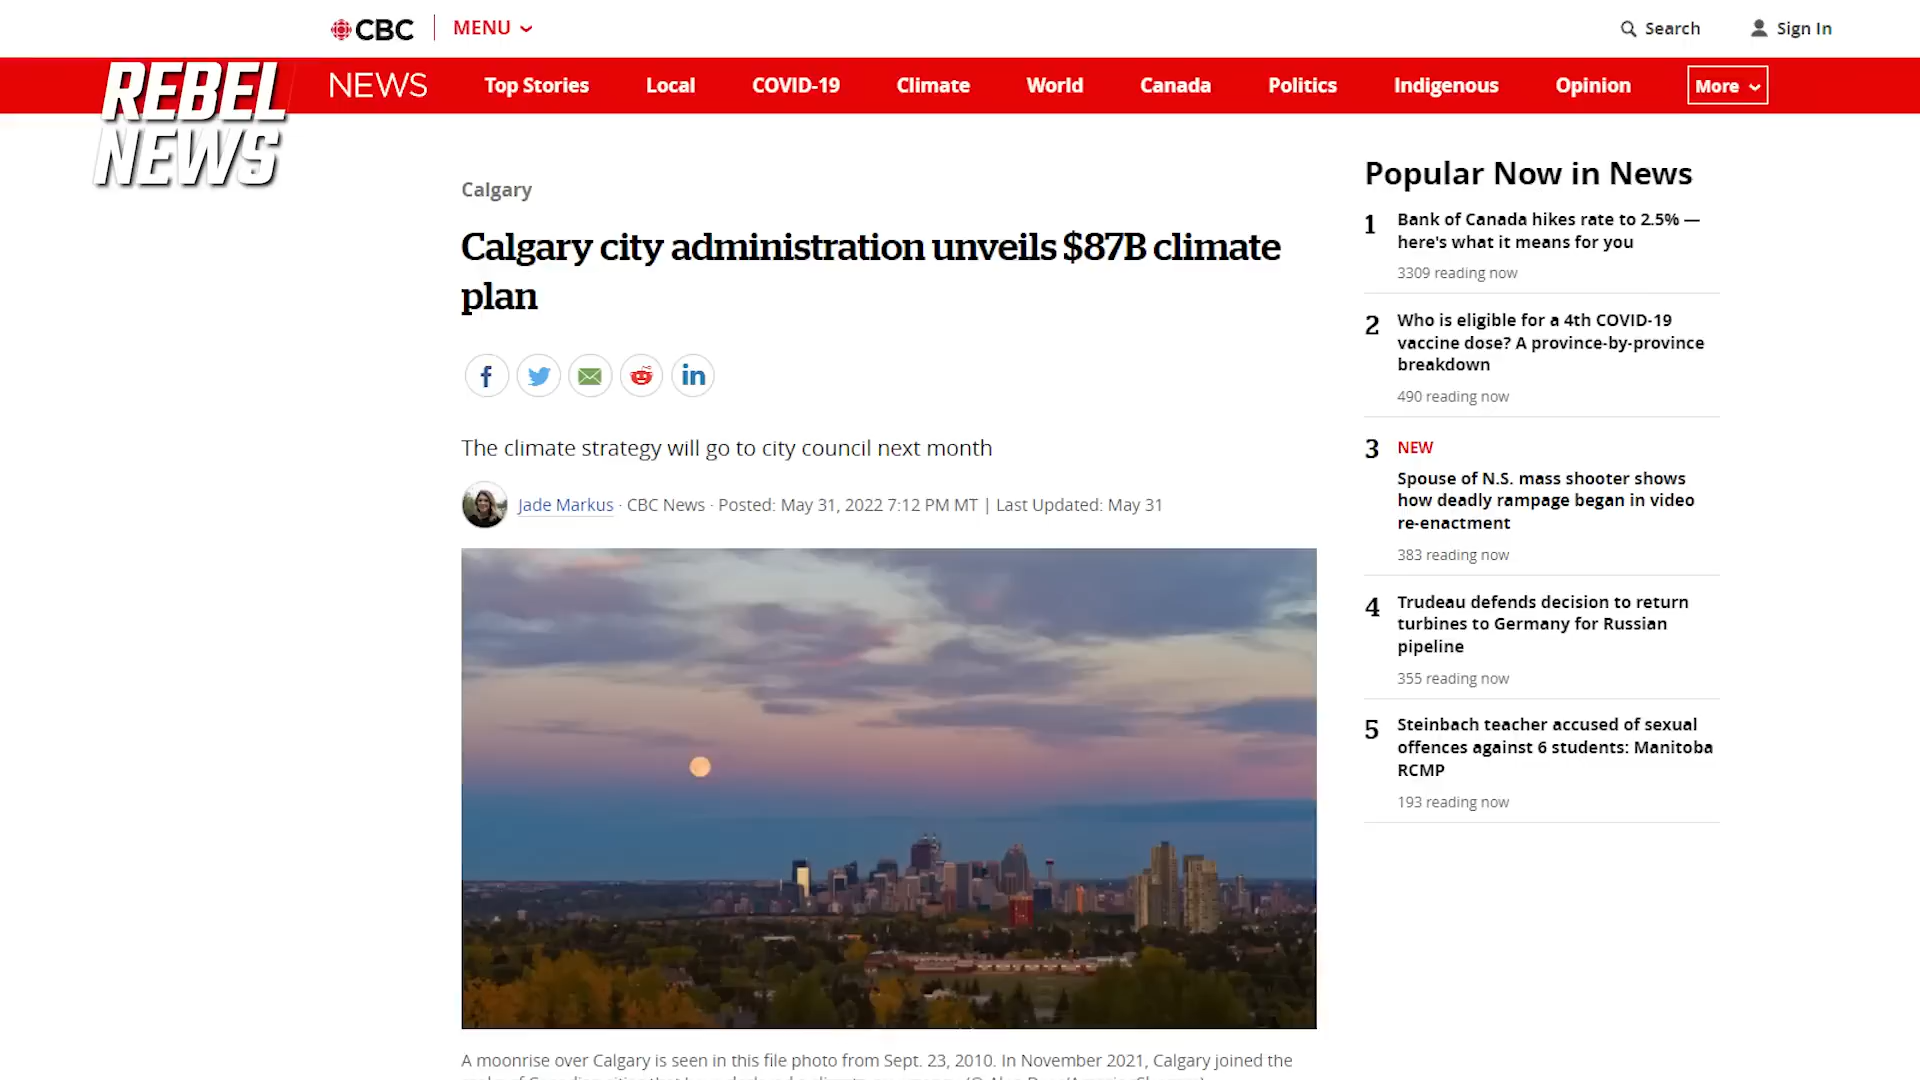 CBC
MENU
Search
Sign In
REBEL
NEWS
NEWS
Top Stories
Local
COVID-19
Climate
World
Canada
Politics
Indigenous
Opinion
More
Calgary
Calgary city administration unveils $87B climate
plan
The climate strategy will go to city council next month
Jade Markus · CBC News · Posted: May 31, 2022 7:12 PM MT | Last Updated: May 31
A moonrise over Calgary is seen in this file photo from Sept. 23, 2010. In November 2021, Calgary joined the
Popular Now in News
1
Bank of Canada hikes rate to 2.5% —
here's what it means for you
3309 reading now
2
Who is eligible for a 4th COVID-19
vaccine dose? A province-by-province
breakdown
490 reading now
3
NEW
Spouse of N.S. mass shooter shows
how deadly rampage began in video
re-enactment
383 reading now
4
Trudeau defends decision to return
turbines to Germany for Russian
pipeline
355 reading now
5
Steinbach teacher accused of sexual
offences against 6 students: Manitoba
RCMP
193 reading now